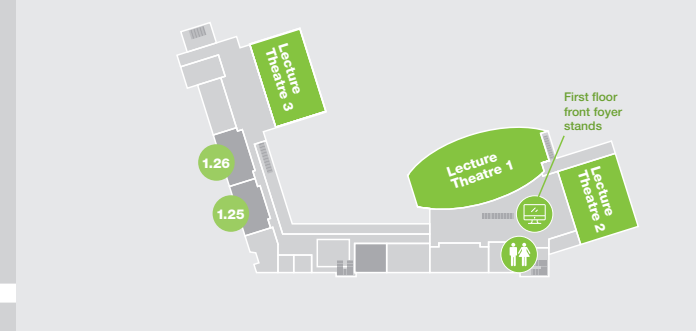 Lecture
Theatre 3
First floor
front foyer
stands
1.26
Lecture
Theatre 1
Lecture
Theatre 2
1.25